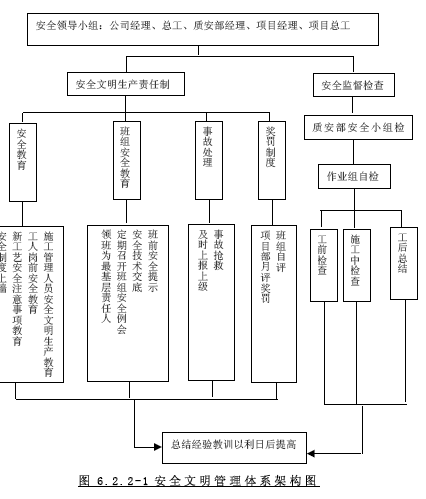 安全领导小组：公司经理、总工、质安部经理、项目经理、项目总工
安全文明生产责任制
安全监督检查
安全教育
班组安全教育
事故处理
奖罚制度
质安部安全小组检
作业组自检
施工管理人员安全文明生产教育
工人岗前安全教育
新工艺安全注意事项教育
安全制度上墙
班前安全提示
安全技术交底
定期召开班组安全例会
领班为最基层责任人
事故抢救
及时上报上级
班组自评
项目部月评奖罚
工前检查
施工中检查
工后总结
总结经验教训以利日后提高
图 6.2.2-1 安全文明管理体系架构图